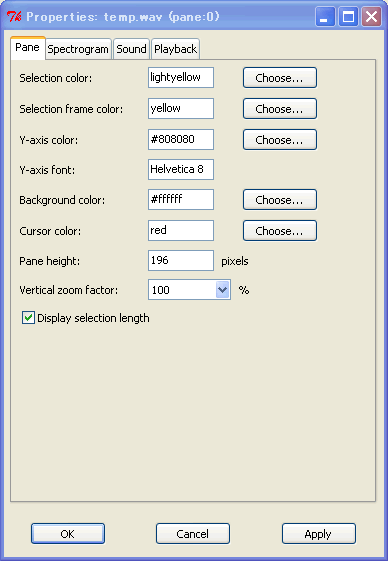 Properties: temp.wav (pane:0)
Pane Spectrogram Sound Playback
Selection color: lightyellow Choose...
Selection frame color: yellow Choose...
Y-axis color: #808080 Choose...
Y-axis font: Helvetica 8
Background color: #ffffff Choose...
Cursor color: red Choose...
Pane height: 196 pixels
Vertical zoom factor: 100 %
Display selection length
OK Cancel Apply